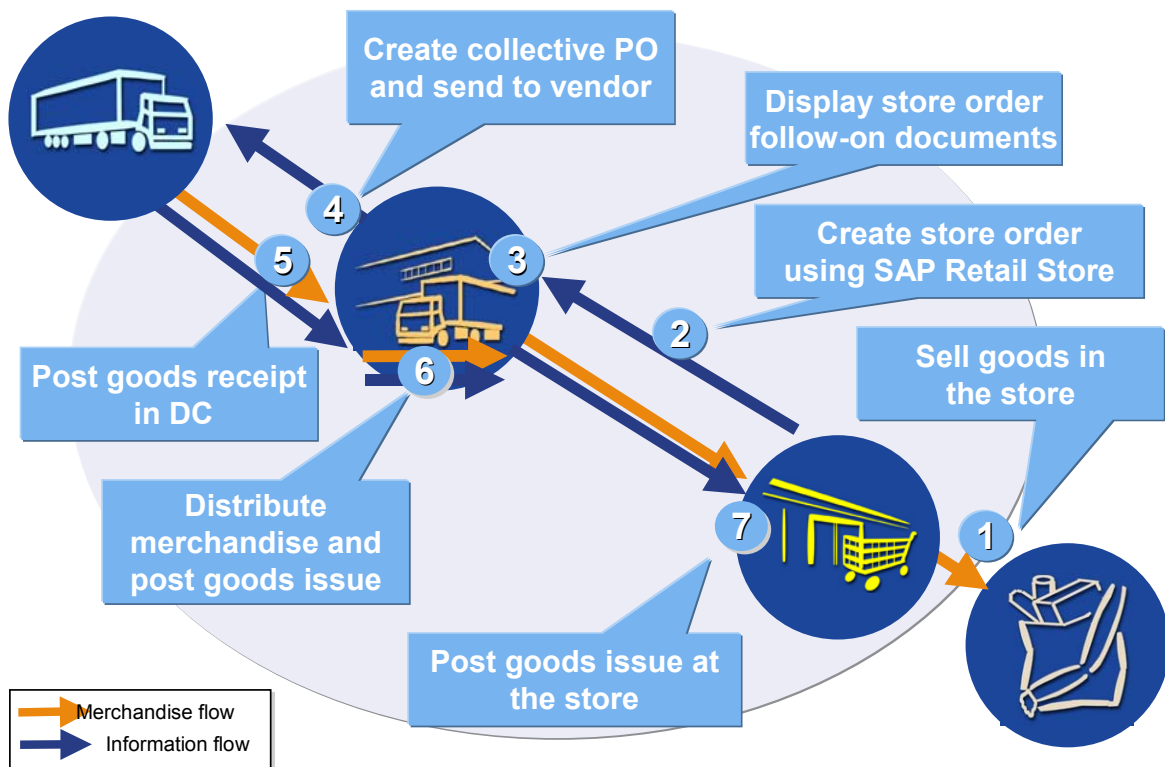 Create collective PO
and send to vendor
Display store order
follow-on documents
4
Create store order
using SAP Retail Store
5
3
2
Sell goods in
the store
Post goods receipt
in DC
6
Distribute
merchandise and
post goods issue
7
1
Post goods issue at
the store
Merchandise flow
Information flow